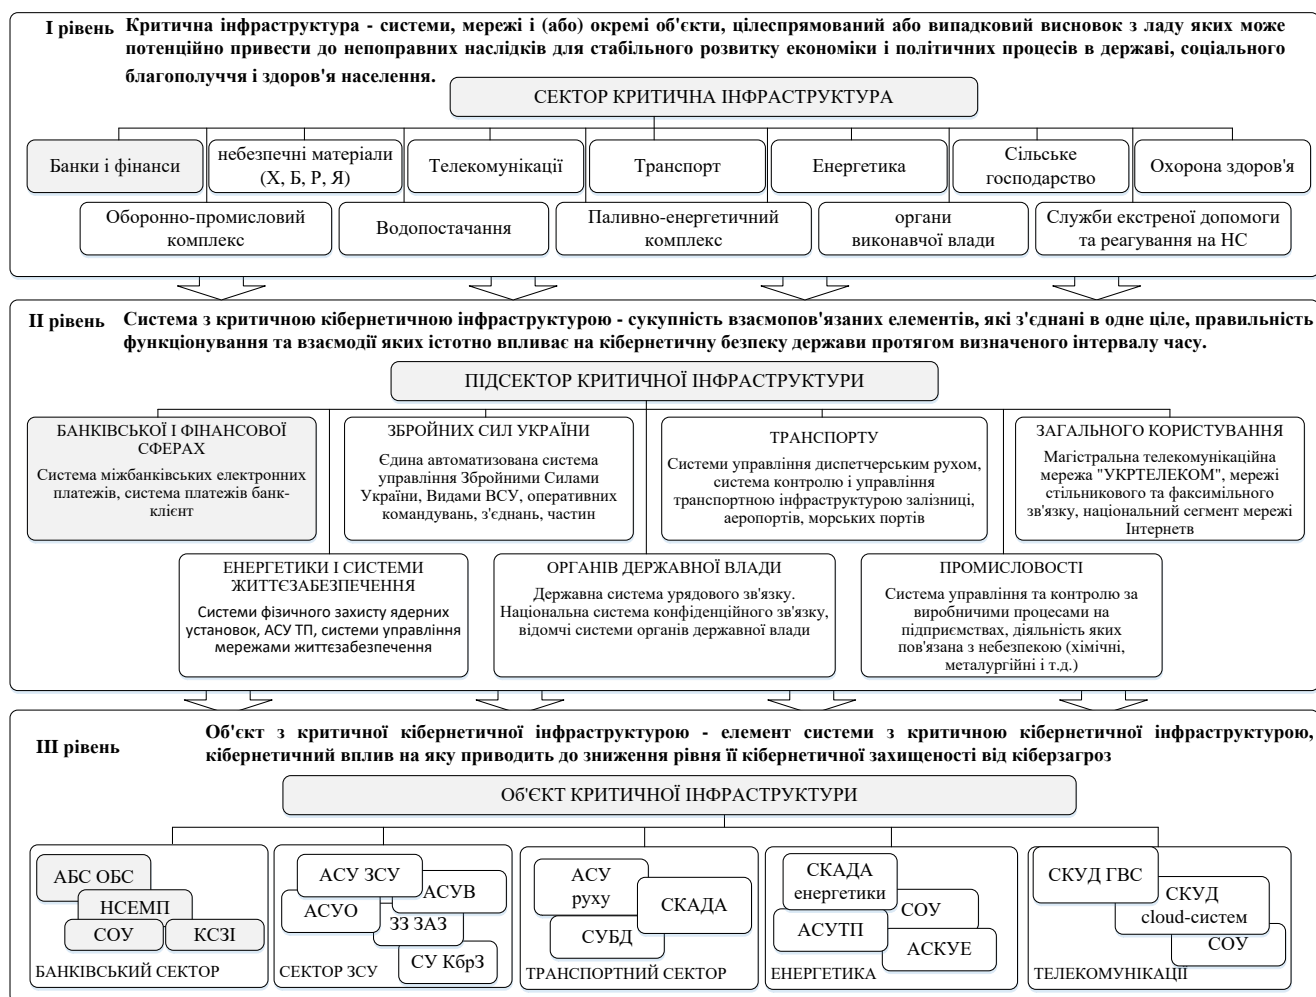 І рівень Критична інфраструктура - системи, мережі і (або) окремі об'єкти, цілеспрямований або випадковий висновок з ладу яких може
потенційно привести до непоправних наслідків для стабільного розвитку економіки і політичних процесів в державі, соціального
благополуччя і здоров'я населення.
СЕКТОР КРИТИЧНА ІНФРАСТРУКТУРА
Банки і фінанси
небезпечні матеріали
(Х, Б, Р, Я)
Телекомунікації
Транспорт
Енергетика
Сільське
господарство
Охорона здоров'я
Оборонно-промисловий
комплекс
Водопостачання
Паливно-енергетичний
комплекс
органи
виконавчої влади
Служби екстреної допомоги
та реагування на НС
ІІ рівень Система з критичною кібернетичною інфраструктурою - сукупність взаємопов'язаних елементів, які з'єднані в одне ціле, правильність
функціонування та взаємодії яких істотно впливає на кібернетичну безпеку держави протягом визначеного інтервалу часу.
ПІДСЕКТОР КРИТИЧНОЇ ІНФРАСТРУКТУРИ
БАНКІВСЬКОЇ І ФІНАНСОВОЇ
СФЕРАХ
Система міжбанківських електронних
платежів, система платежів банк-
клієнт
ЗБРОЙНИХ СИЛ УКРАЇНИ
Єдина автоматизована система
управління Збройними Силами
України, Видами ВСУ, оперативних
командувань, з'єднань, частин
ТРАНСПОРТУ
Системи управління диспетчерським рухом,
система контролю і управління
транспортною інфраструктурою залізниці,
аеропортів, морських портів
ЗАГАЛЬНОГО КОРИСТУВАННЯ
Магістральна телекомунікаційна
мережа "УКРТЕЛЕКОМ", мережі
стільникового та факсимільного
зв'язку, національний сегмент мережі
Інтернетв
ЕНЕРГЕТИКИ І СИСТЕМИ
ЖИТТЄЗАБЕЗПЕЧЕННЯ
Системи фізичного захисту ядерних
установок, АСУ ТП, системи управління
мережами життєзабезпечення
ОРГАНІВ ДЕРЖАВНОЇ ВЛАДИ
Державна система урядового зв'язку.
Національна система конфіденційного зв'язку,
відомчі системи органів державної влади
ПРОМИСЛОВОСТІ
Система управління та контролю за
виробничими процесами на
підприємствах, діяльність яких
пов'язана з небезпекою (хімічні,
металургійні і т.д.)
ІІІ рівень Об'єкт з критичної кібернетичної інфраструктурою - елемент системи з критичною кібернетичної інфраструктурою,
кібернетичний вплив на яку приводить до зниження рівня її кібернетичної захищеності від кіберзагроз
Об'ЄКТ КРИТИЧНОЇ ІНФРАСТРУКТУРИ
АБС ОБС
НСЕМП
СОУ
КСЗІ
БАНКІВСЬКИЙ СЕКТОР
АСУ ЗСУ
АСУВ
АСУО
ЗЗ ЗАЗ
СУ КбрЗ
СЕКТОР ЗСУ
АСУ
руху
СКАДА
СУБД
ТРАНСПОРТНИЙ СЕКТОР
СКАДА
енергетики
СОУ
АСУТП
АСКУЕ
ЕНЕРГЕТИКА
СКУД ГВС
СКУД
cloud-систем
СОУ
ТЕЛЕКОМУНІКАЦІЇ